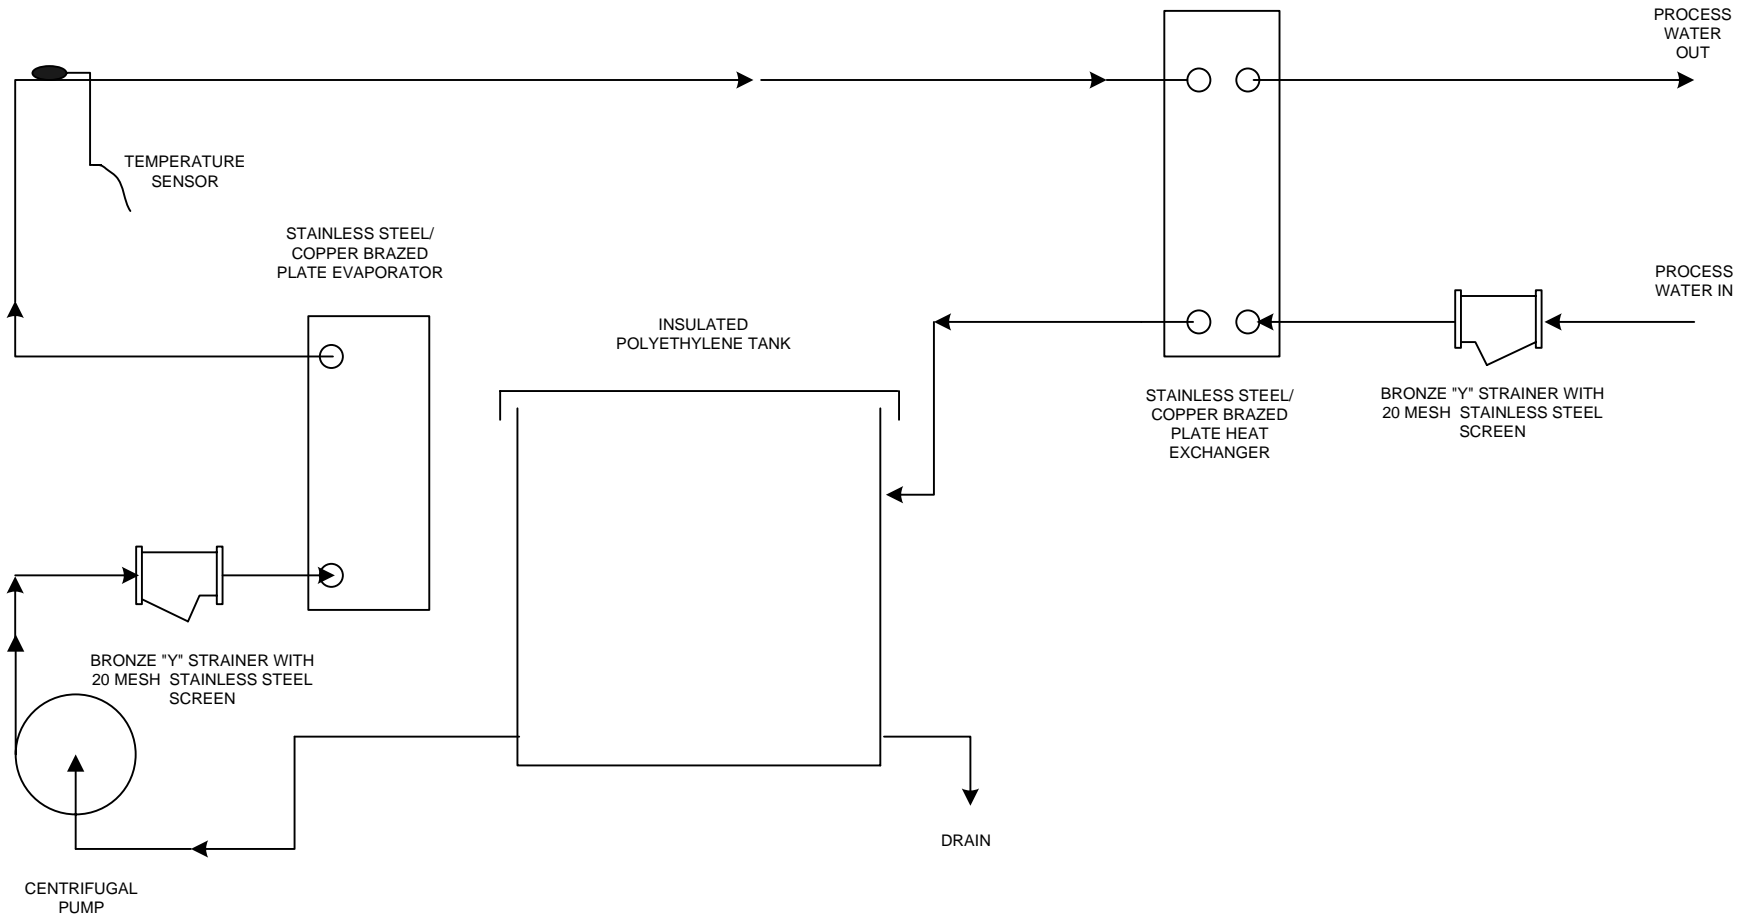 PROCESS
WATER
OUT
TEMPERATURE
SENSOR
STAINLESS STEEL/
COPPER BRAZED
PLATE EVAPORATOR
PROCESS
WATER IN
INSULATED
POLYETHYLENE TANK
STAINLESS STEEL/
COPPER BRAZED
PLATE HEAT
EXCHANGER
BRONZE "Y" STRAINER WITH
20 MESH  STAINLESS STEEL
SCREEN
BRONZE "Y" STRAINER WITH
20 MESH  STAINLESS STEEL
SCREEN
DRAIN
CENTRIFUGAL
PUMP